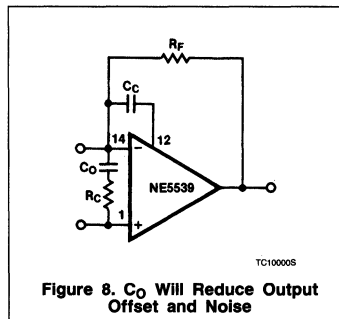 RF
CC
14
12
CO
NE5539
RC
1
TC10000S
Figure 8. CO Will Reduce Output
Offset and Noise